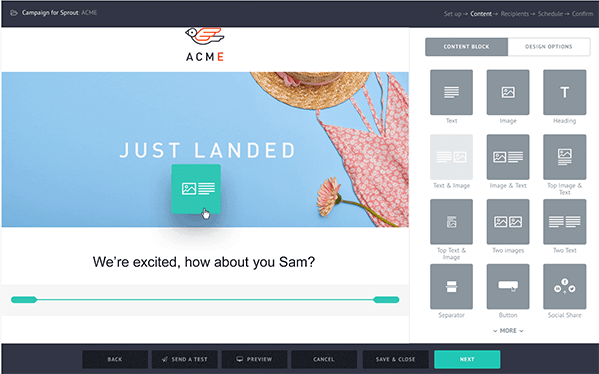 Campaign for Sprout ACME
Set up → Content → Recipients → Schedule → Confirm
ACME
JUST LANDED
We're excited, how about you Sam?
CONTENT BLOCK
DESIGN OPTIONS
Text
Image
T
Heading
Text & Image
Image & Text
Top Image & Text
Top Text & Image
Two images
Two Text
Separator
Button
Social Share
MORE
BACK
SEND A TEST
PREVIEW
CANCEL
SAVE & CLOSE
NEXT